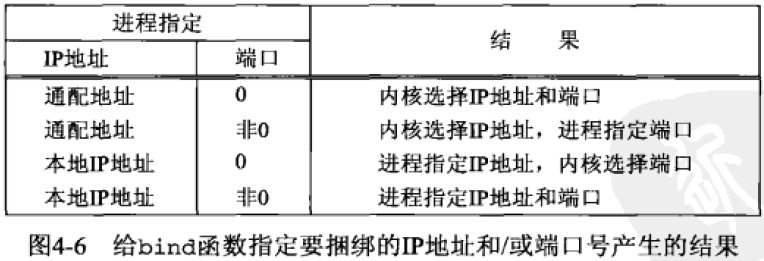 进程指定 结 果
IP地址 端口
通配地址 0 内核选择IP地址和端口
通配地址 非0 内核选择IP地址，进程指定端口
本地IP地址 0 进程指定IP地址，内核选择端口
本地IP地址 非0 进程指定IP地址和端口
图4-6 给bind函数指定要捆绑的IP地址和/或端口号产生的结果